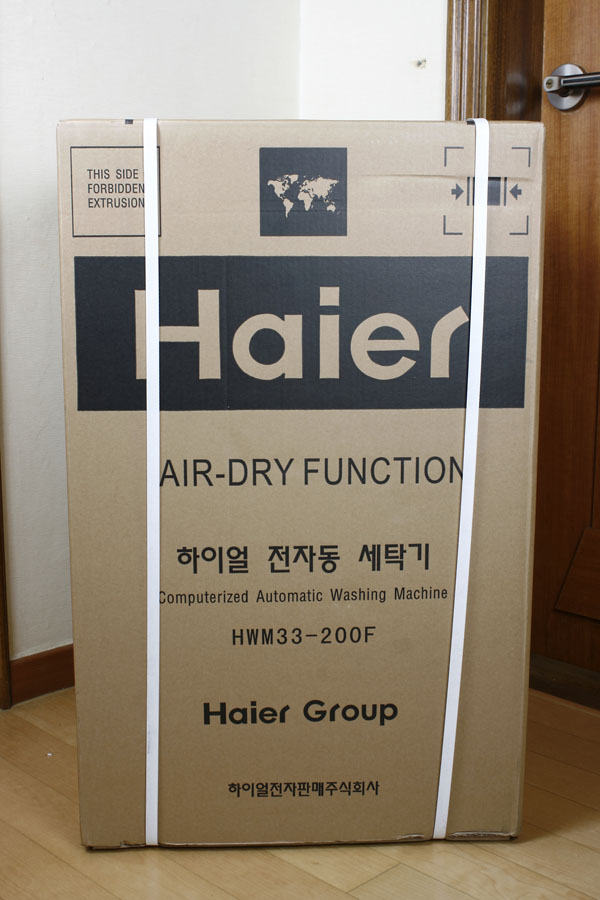 THIS SIDE
FORBIDDEN
EXTRUSION
Haier
AIR-DRY FUNCTION
하이얼 전자동 세탁기
Computerized Automatic Washing Machine
HWM33-200F
Haier Group
하이얼전자판매주식회사